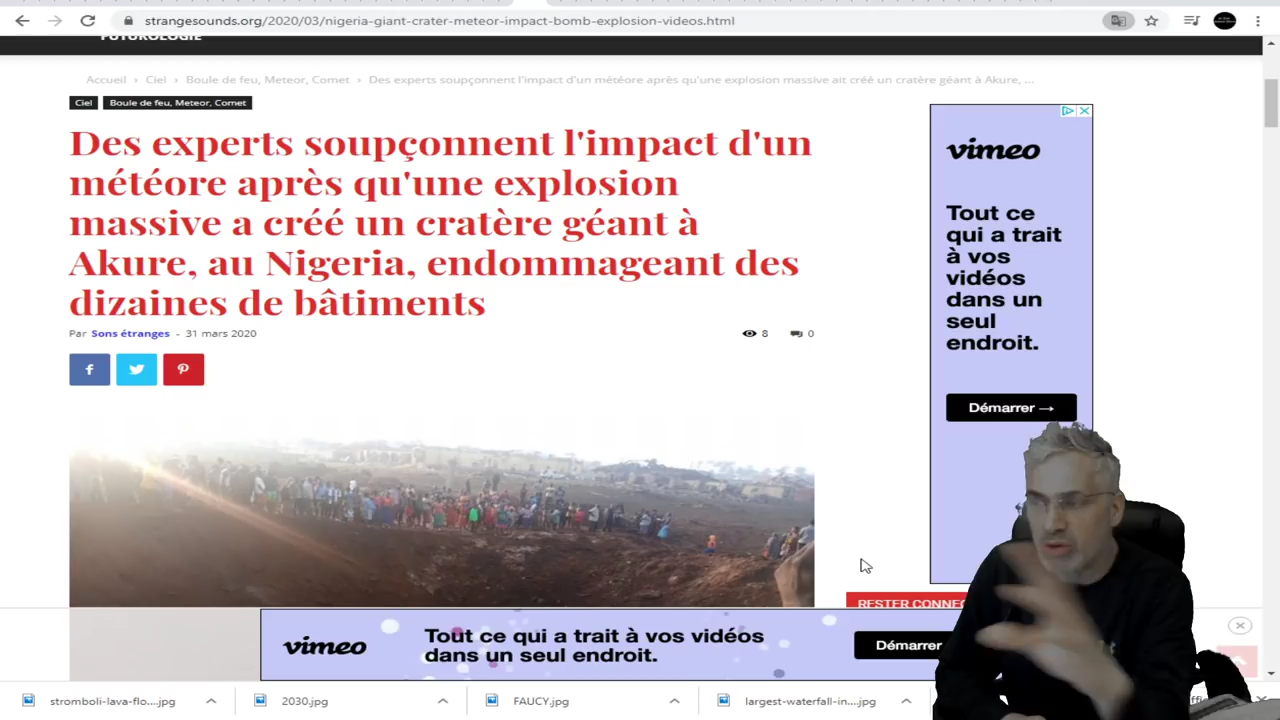 strangesounds.org/2020/03/nigeria-giant-crater-meteor-impact-bomb-explosion-videos.html
FUTUROLOGIE
Accueil › Ciel › Boule de feu, Meteor, Comet › Des experts soupçonnent l'impact d'un météore après qu'une explosion massive ait créé un cratère géant à Akure, ...
Ciel Boule de feu, Meteor, Comet
Des experts soupçonnent l'impact d'un
météore après qu'une explosion
massive a créé un cratère géant à
Akure, au Nigeria, endommageant des
dizaines de bâtiments
Par Sons étranges - 31 mars 2020
8 0
vimeo
Tout ce
qui a trait
à vos
vidéos
dans un
seul
endroit.
Démarrer →
RESTER CONNEC
vimeo
Tout ce qui a trait à vos vidéos
dans un seul endroit.
Démarrer
stromboli-lava-flo....jpg
2030.jpg
FAUCY.jpg
largest-waterfall-in....jpg